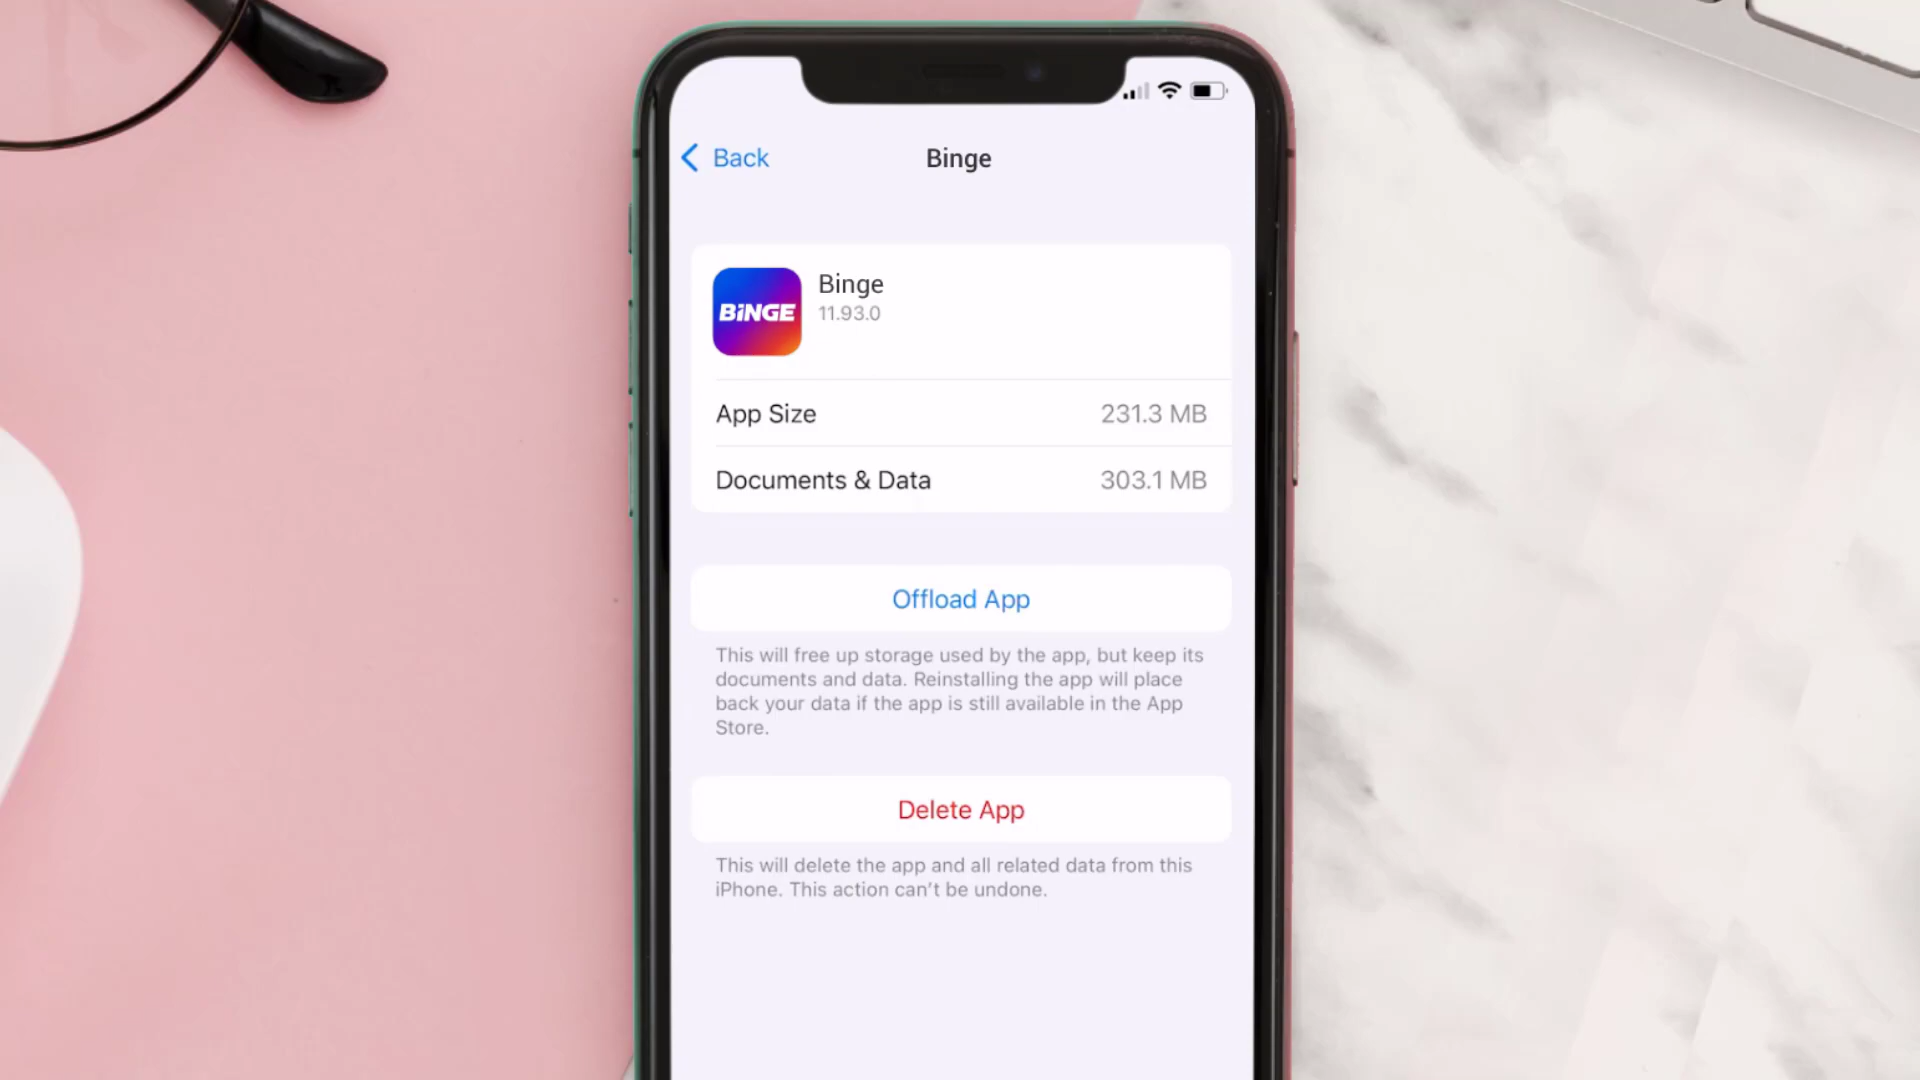 Back
Binge
BiNGE
Binge
11.93.0
App Size
231.3 MB
Documents & Data
303.1 MB
Offload App
This will free up storage used by the app, but keep its
documents and data. Reinstalling the app will place
back your data if the app is still available in the App
Store.
Delete App
This will delete the app and all related data from this
iPhone. This action can't be undone.